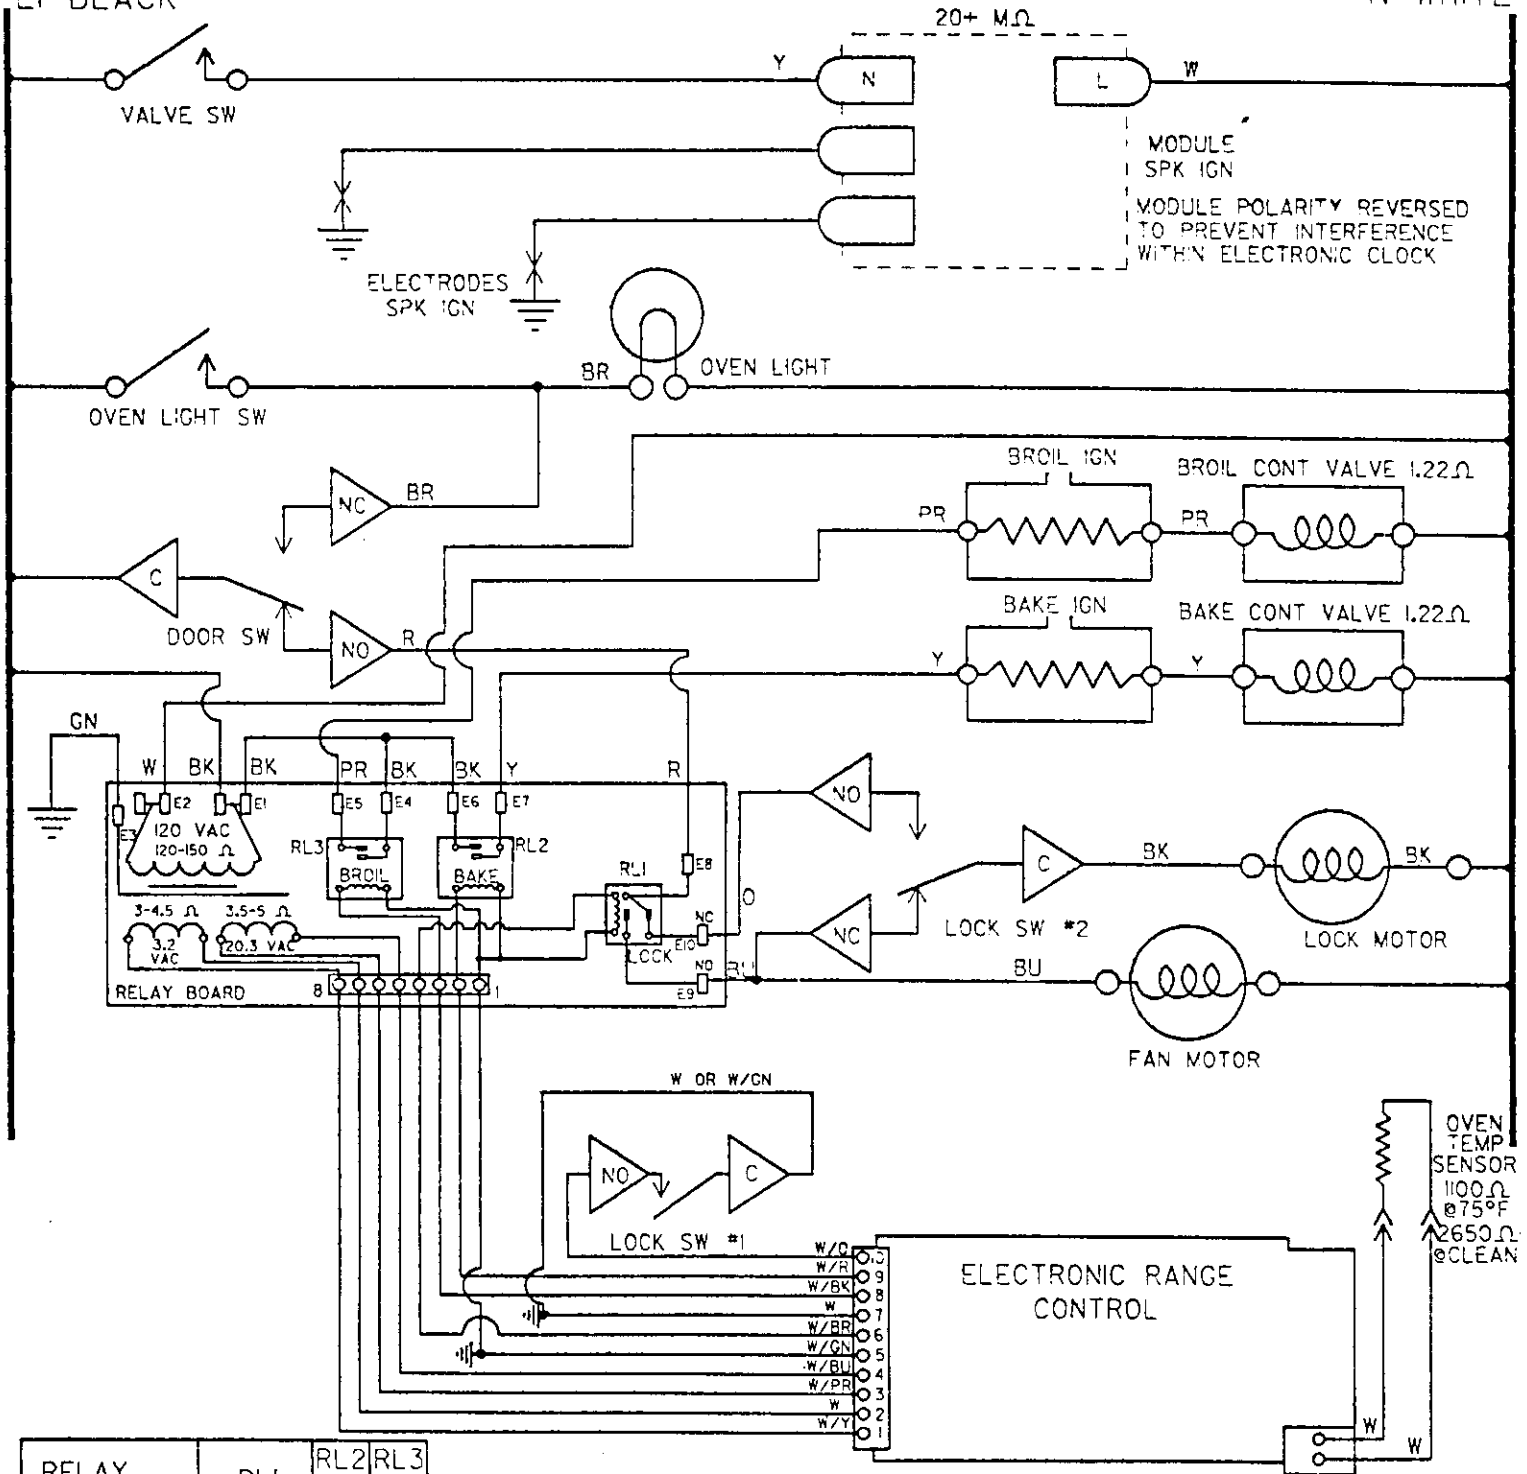 L1 BLACK
N WHITE
20+ MΩ
Y
N
L
W
VALVE SW
MODULE
SPK IGN
MODULE POLARITY REVERSED
TO PREVENT INTERFERENCE
WITHIN ELECTRONIC CLOCK
ELECTRODES
SPK IGN
BR
OVEN LIGHT
OVEN LIGHT SW
BROIL IGN
BROIL CONT VALVE 1.22Ω
NC
BR
PR
PR
C
BAKE IGN
BAKE CONT VALVE 1.22Ω
DOOR SW
NO
R
Y
Y
GN
W
BK
BK
PR
BK
BK
Y
R
E3
E2
E1
E5
E4
E6
E7
NO
120 VAC
120-150 Ω
RL3
BROIL
RL2
BAKE
RL1
E8
O
C
BK
BK
3-4.5 Ω
3.5-5 Ω
3.2
VAC
20.3 VAC
NC
E10
LOCK
NC
LOCK SW #2
LOCK MOTOR
RELAY BOARD
8
1
NO
E9
BU
BU
FAN MOTOR
W OR W/GN
NO
C
OVEN
TEMP
SENSOR
1100Ω
@75°F
2650Ω
@CLEAN
LOCK SW #1
W/O
10
W/R
9
W/BK
8
W
7
W/BR
6
W/GN
5
W/BU
4
W/PR
3
W
2
W/Y
1
ELECTRONIC RANGE
CONTROL
W
W
RELAY
RL1
RL2
RL3